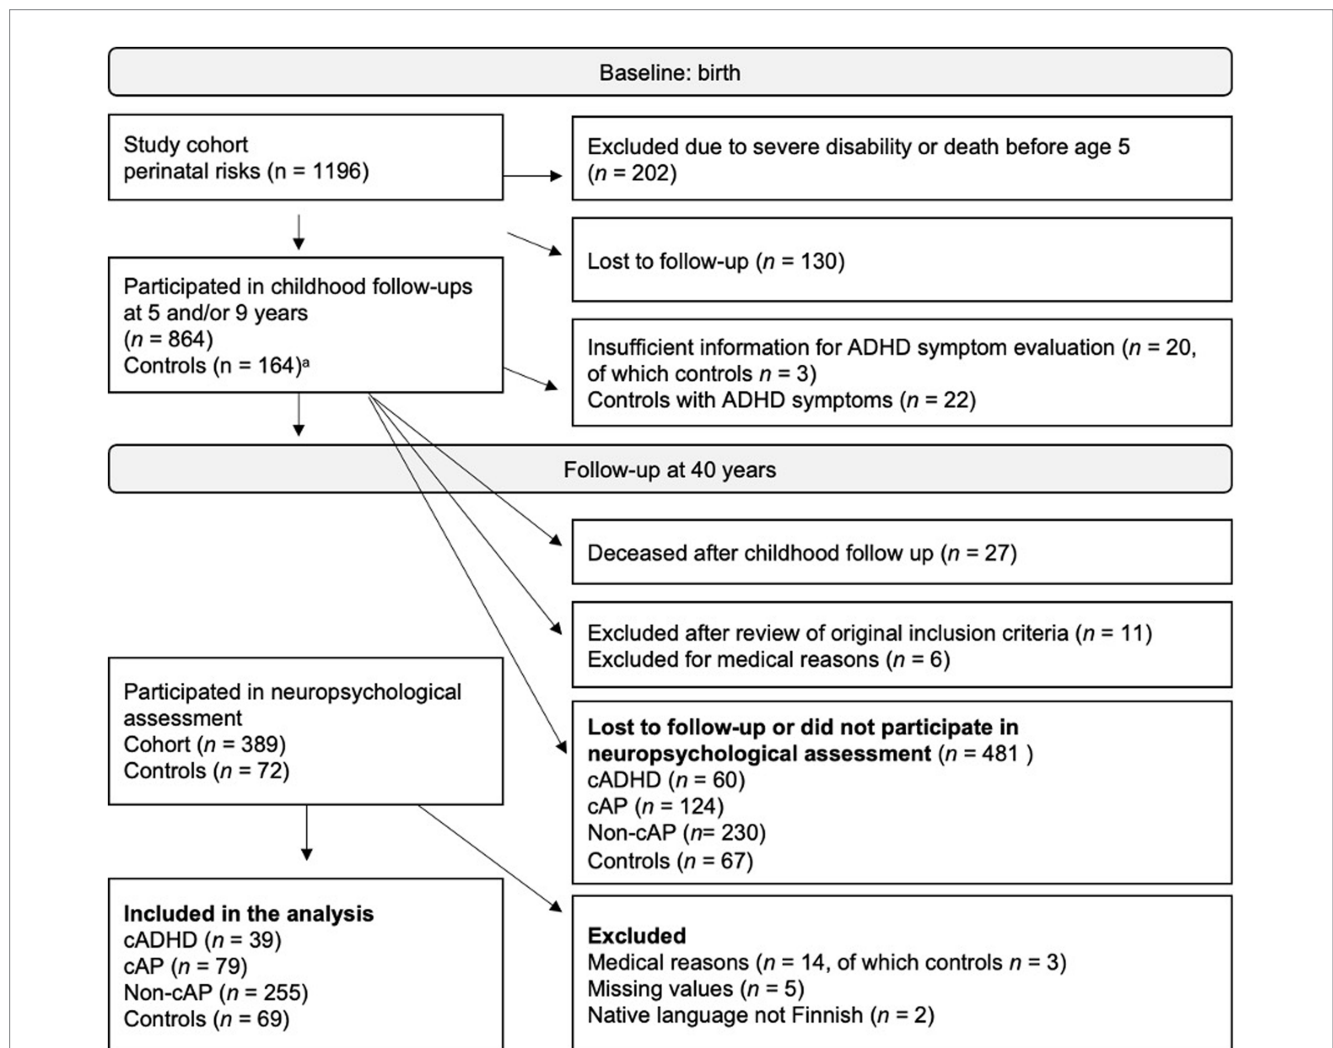 Baseline: birth
Study cohort
perinatal risks (n = 1196)
Excluded due to severe disability or death before age 5
(n = 202)
Lost to follow-up (n = 130)
Participated in childhood follow-ups
at 5 and/or 9 years
(n = 864)
Controls (n = 164)ᵃ
Insufficient information for ADHD symptom evaluation (n = 20,
of which controls n = 3)
Controls with ADHD symptoms (n = 22)
Follow-up at 40 years
Deceased after childhood follow up (n = 27)
Excluded after review of original inclusion criteria (n = 11)
Excluded for medical reasons (n = 6)
Participated in neuropsychological
assessment
Cohort (n = 389)
Controls (n = 72)
Lost to follow-up or did not participate in
neuropsychological assessment (n = 481 )
cADHD (n = 60)
cAP (n = 124)
Non-cAP (n= 230)
Controls (n = 67)
Included in the analysis
cADHD (n = 39)
cAP (n = 79)
Non-cAP (n = 255)
Controls (n = 69)
Excluded
Medical reasons (n = 14, of which controls n = 3)
Missing values (n = 5)
Native language not Finnish (n = 2)